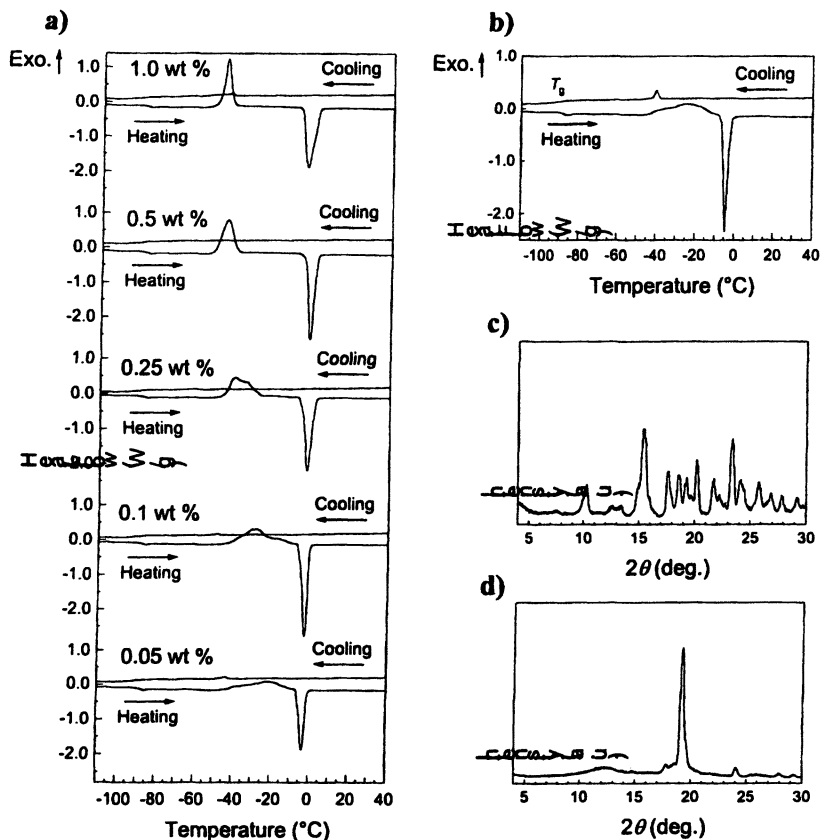 a)
Exo.
1.0
0.0
-1.0
-2.0
1.0 wt %
Cooling
Heating
1.0
0.0
-1.0
-2.0
0.5 wt %
Cooling
Heating
1.0
0.0
-1.0
0.25 wt %
Cooling
Heating
1.0
0.0
-1.0
-2.0
0.1 wt %
Cooling
Heating
1.0
0.0
-1.0
-2.0
0.05 wt %
Cooling
Heating
-100 -80 -60 -40 -20 0 20 40
Temperature (°C)
b)
Exo.
1.0
0.0
-1.0
-2.0
Tg
Cooling
Heating
-100 -80 -60 -40 -20 0 20 40
Temperature (°C)
c)
5 10 15 20 25 30
2θ (deg.)
d)
5 10 15 20 25 30
2θ (deg.)